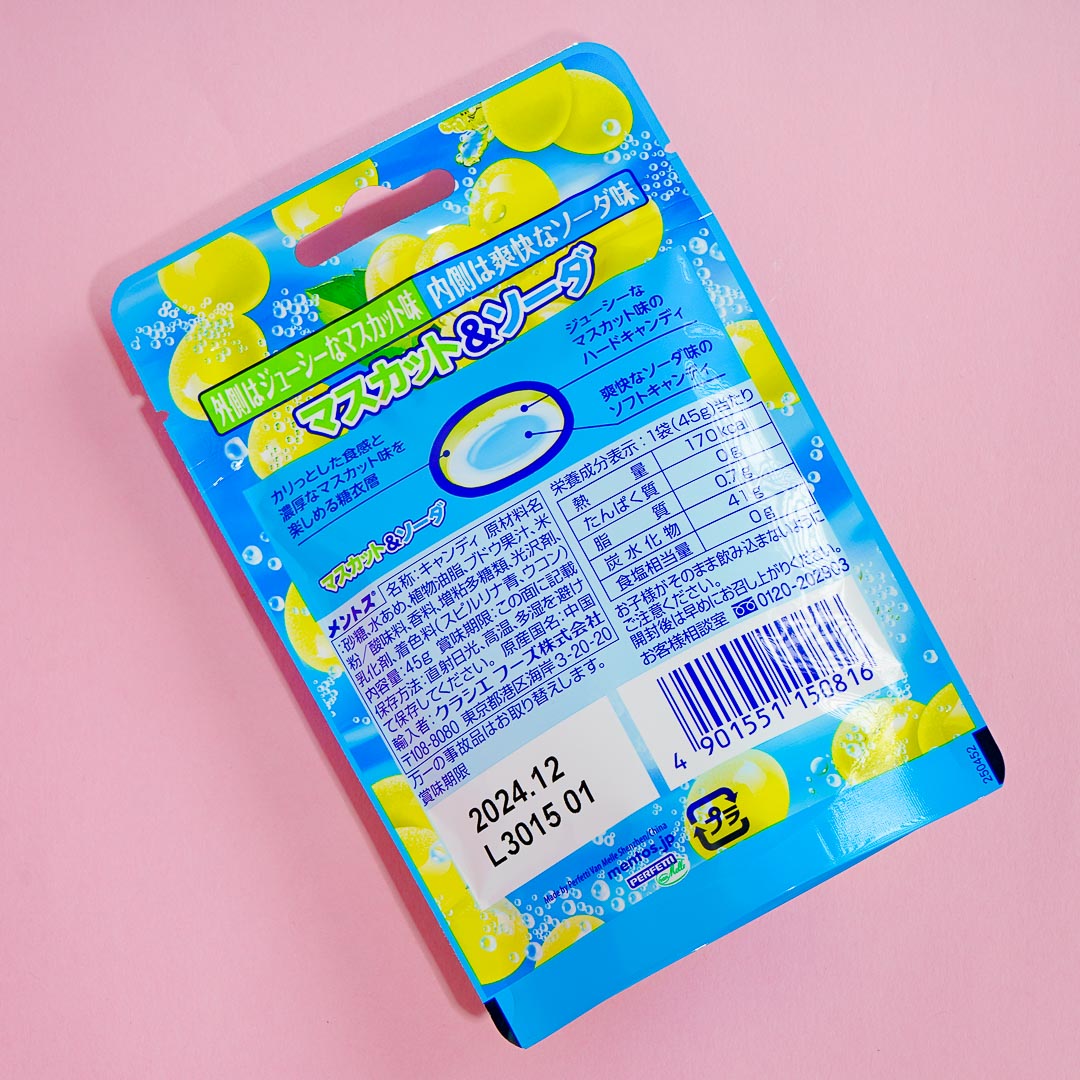 外側はジューシーなマスカット味 内側は爽快なソーダ味
マスカット&ソーダ
ジューシーな
マスカット味の
ハードキャンディ
爽快なソーダ味の
ソフトキャンディ
カリっとした食感と
濃厚なマスカット味を
楽しめる糖衣層
マスカット&ソーダ
メントス® 名称:キャンディ 原材料名
:砂糖、水あめ、植物油脂、ブドウ果汁、米
粉/酸味料、香料、増粘多糖類、光沢剤、
乳化剤、着色料(スピルリナ青、ウコン)
内容量:45g 賞味期限:この面に記載
保存方法:直射日光、高温、多湿を避け
て保存してください。 原産国名:中国
輸入者:クラシエフーズ株式会社
〒108-8080 東京都港区海岸3-20-20
万一の事故品はお取り替えします。
賞味期限
2024.12
L3015 01
栄養成分表示:1袋(45g)当たり
熱量 170kcal
たんぱく質 0g
脂質 0.7g
炭水化物 41g
食塩相当量 0g
お子様がそのまま飲み込まないように
ご注意ください。
開封後は早めにお召し上がりください。
お客様相談室 0120-202903
4 901551 150816
プラ
250452
Made by Perfetti Van Melle Shenzhen/China
mentos.jp
PERFETTI
Melle